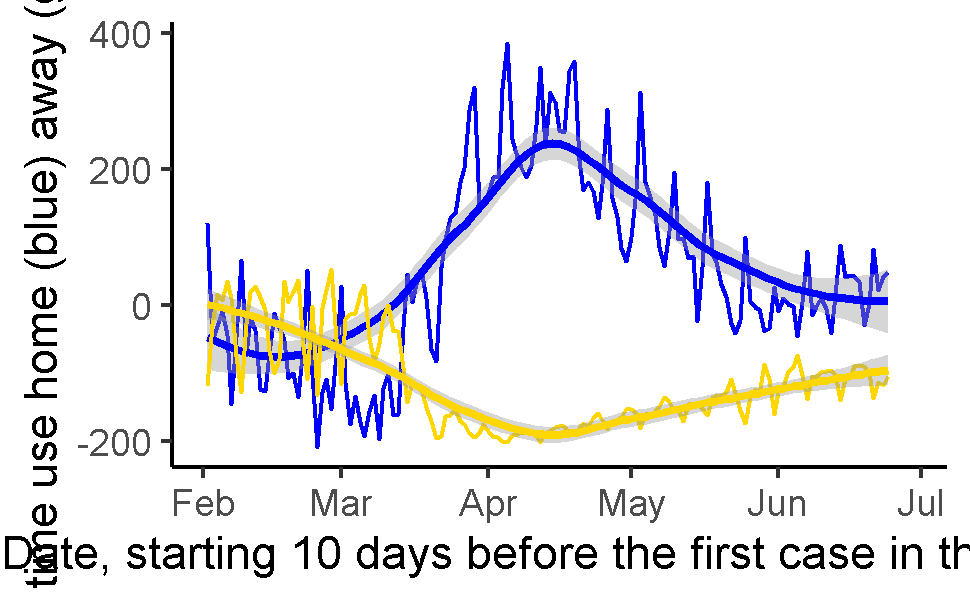 time use home (blue) away (
400
200
0
-200
Feb Mar Apr May Jun Jul
Date, starting 10 days before the first case in th